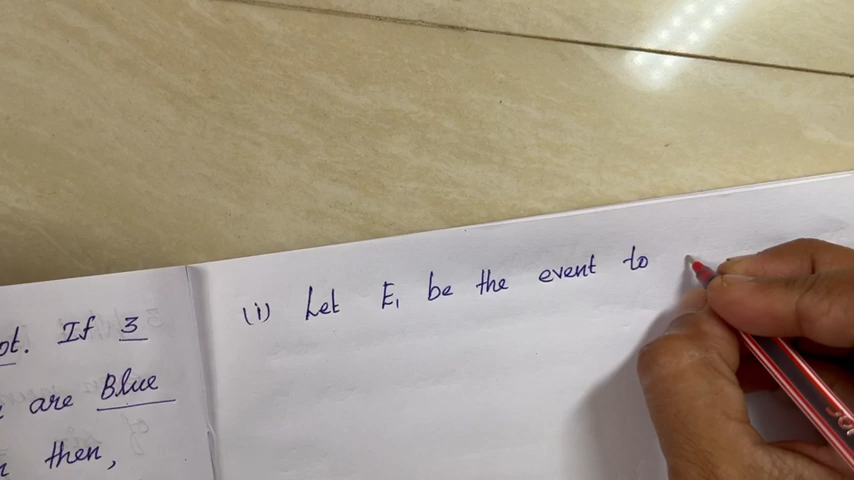 ot. If 3
are Blue
then,
(i) Let E₁ be the event to